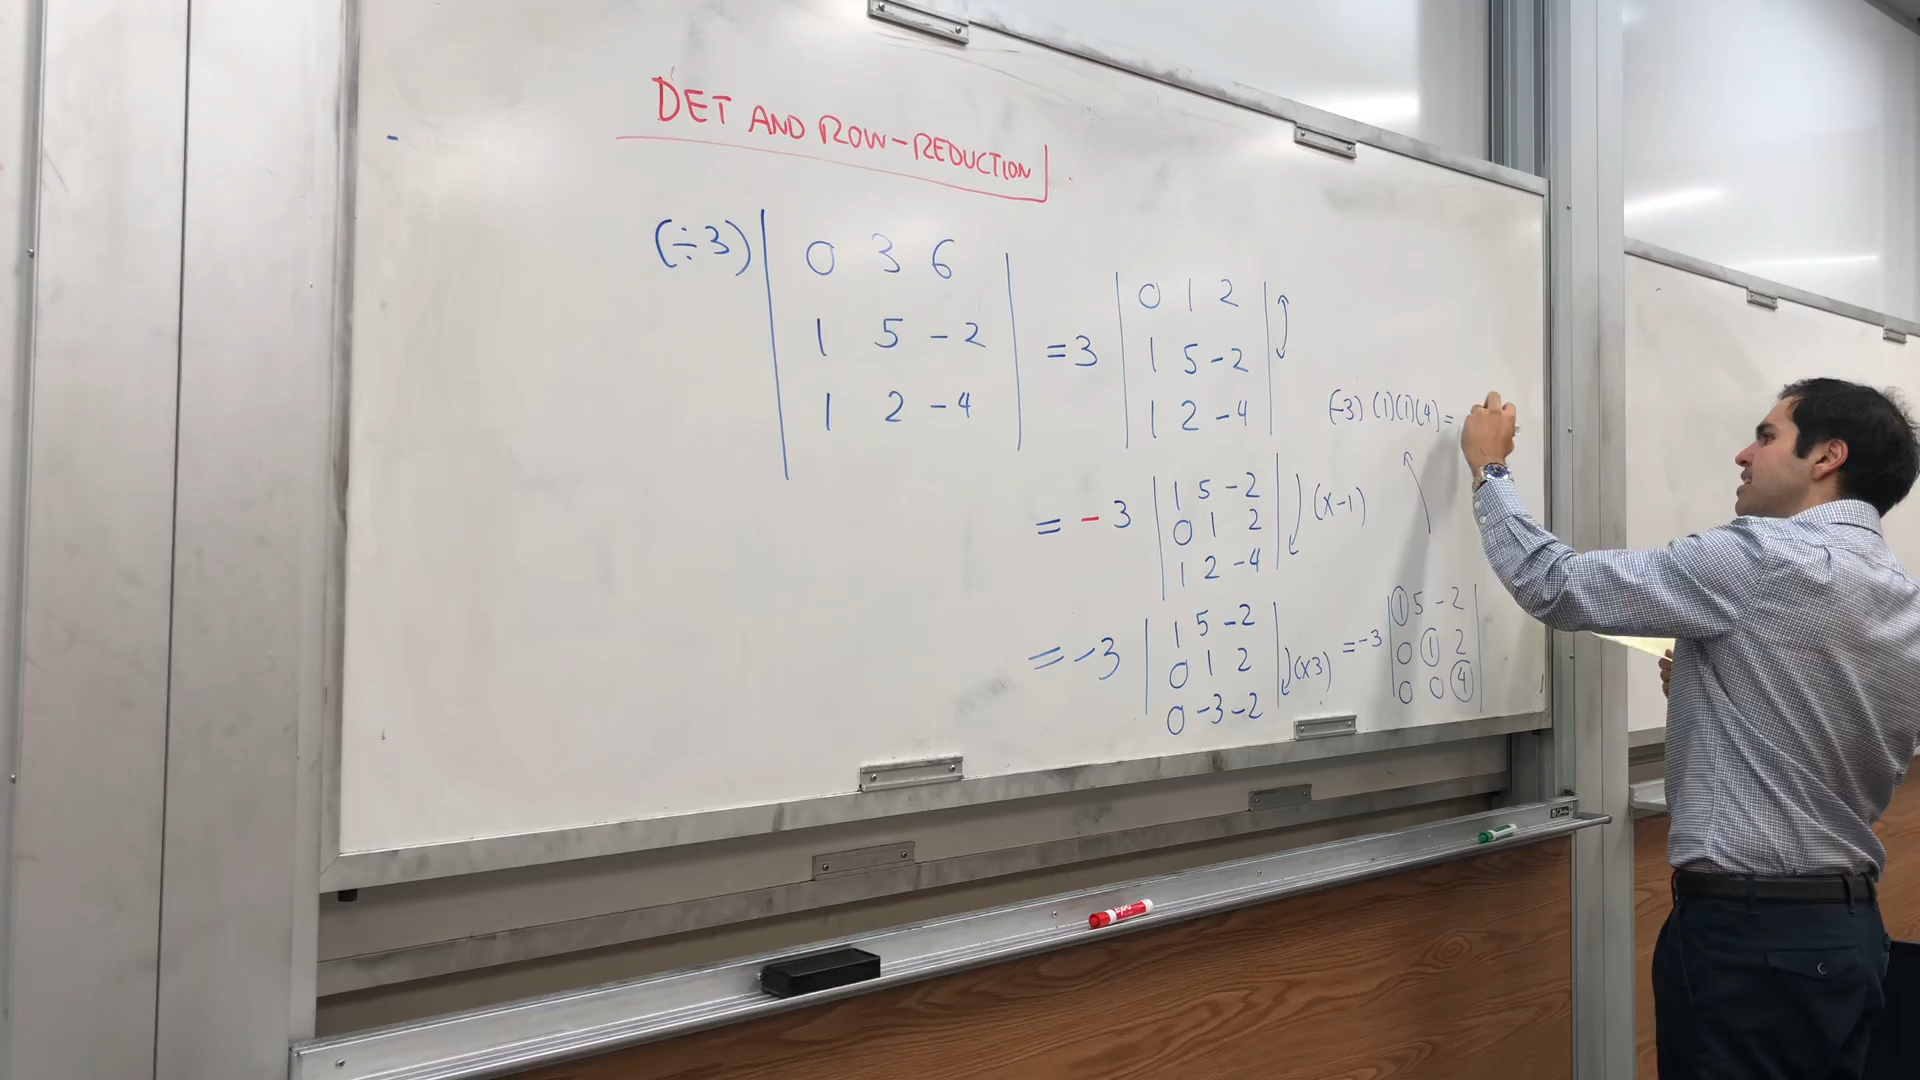 DET AND ROW-REDUCTION
(÷3) | 0 3 6 |
| 1 5 -2 |
| 1 2 -4 |
= 3 | 0 1 2 |
| 1 5 -2 |
| 1 2 -4 |
= -3 | 1 5 -2 | (x-1)
| 0 1 2 |
| 1 2 -4 |
= -3 | 1 5 -2 | (x3)
| 0 1 2 |
| 0 -3 -2 |
= -3 | 1 5 -2 |
| 0 1 2 |
| 0 0 4 |
(-3) (1)(1)(4) =
EXPO